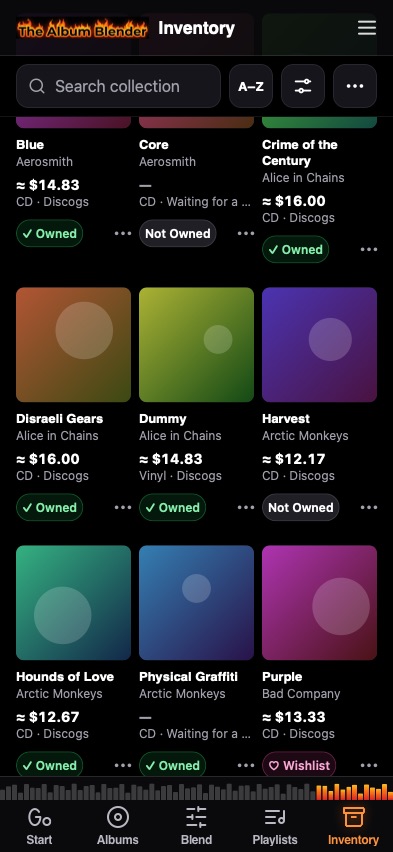 The Album Blender Inventory
Search collection
A–Z
Blue
Aerosmith
≈ $14.83
CD · Discogs
✓ Owned
Core
Aerosmith
—
CD · Waiting for a ...
Not Owned
Crime of the
Century
Alice in Chains
≈ $16.00
CD · Discogs
✓ Owned
Disraeli Gears
Alice in Chains
≈ $16.00
CD · Discogs
✓ Owned
Dummy
Alice in Chains
≈ $14.83
Vinyl · Discogs
✓ Owned
Harvest
Arctic Monkeys
≈ $12.17
CD · Discogs
Not Owned
Hounds of Love
Arctic Monkeys
≈ $12.67
CD · Discogs
✓ Owned
Physical Graffiti
Arctic Monkeys
—
CD · Waiting for a ...
✓ Owned
Purple
Bad Company
≈ $13.33
CD · Discogs
♡ Wishlist
Start
Albums
Blend
Playlists
Inventory